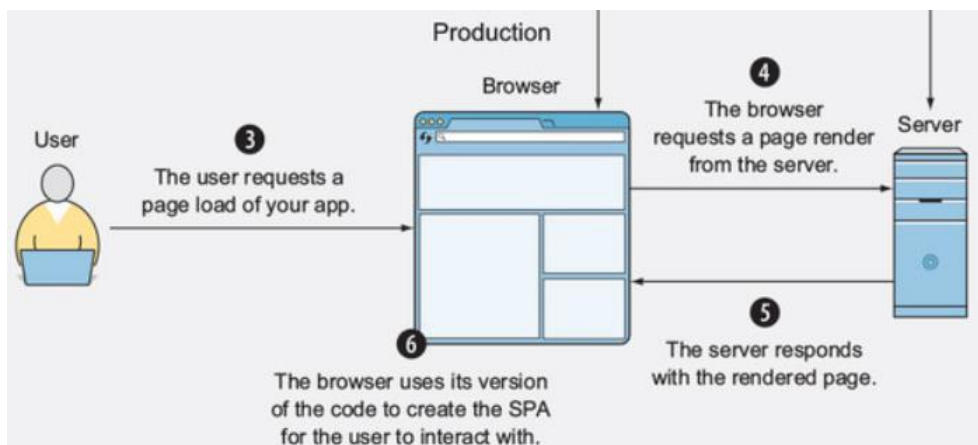 Production
Browser
User
3
The user requests a
page load of your app.
4
The browser
requests a page render
from the server.
Server
5
The server responds
with the rendered page.
6
The browser uses its version
of the code to create the SPA
for the user to interact with.